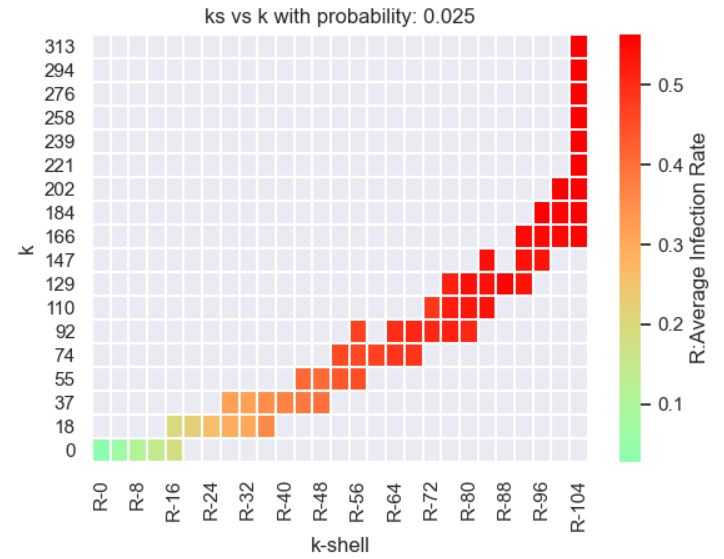 ks vs k with probability: 0.025
313
294
276
258
239
221
202
184
166
147
129
110
92
74
55
37
18
0
k
R-0
R-8
R-16
R-24
R-32
R-40
R-48
R-56
R-64
R-72
R-80
R-88
R-96
R-104
k-shell
0.5
0.4
0.3
0.2
0.1
R:Average Infection Rate